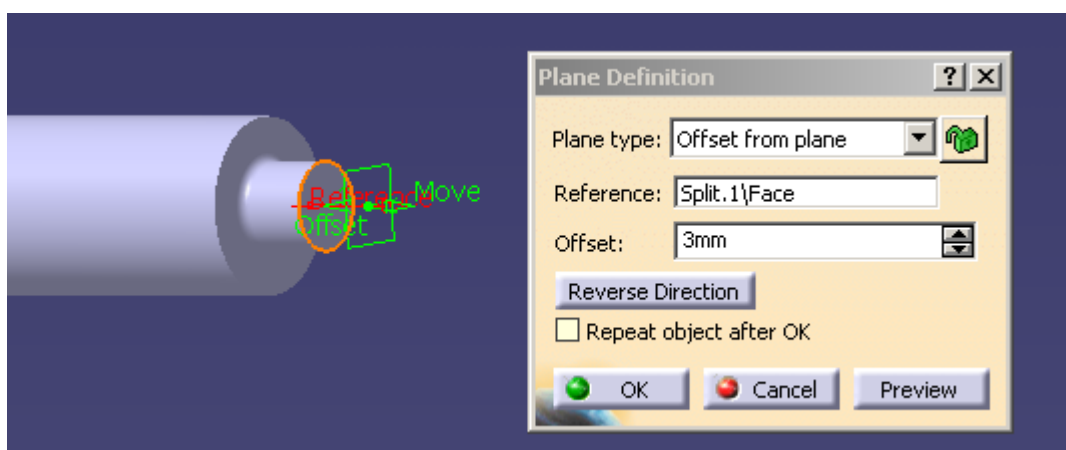 Reference
Move
Offset
Plane Definition
Plane type: Offset from plane
Reference: Split.1\Face
Offset: 3mm
Reverse Direction
Repeat object after OK
OK Cancel Preview